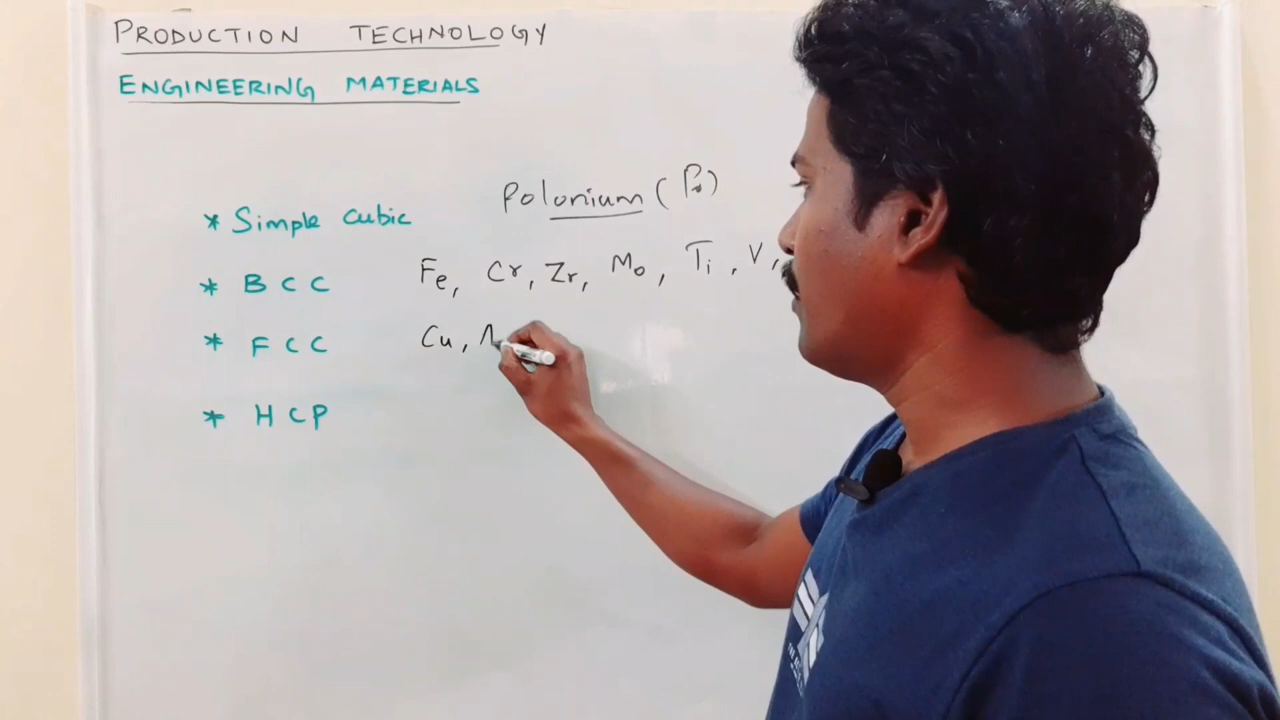 PRODUCTION TECHNOLOGY
ENGINEERING MATERIALS
Polonium (Po)
* Simple Cubic
* BCC Fe, Cr, Zr, Mo, Ti, V,
* FCC Cu,
* HCP